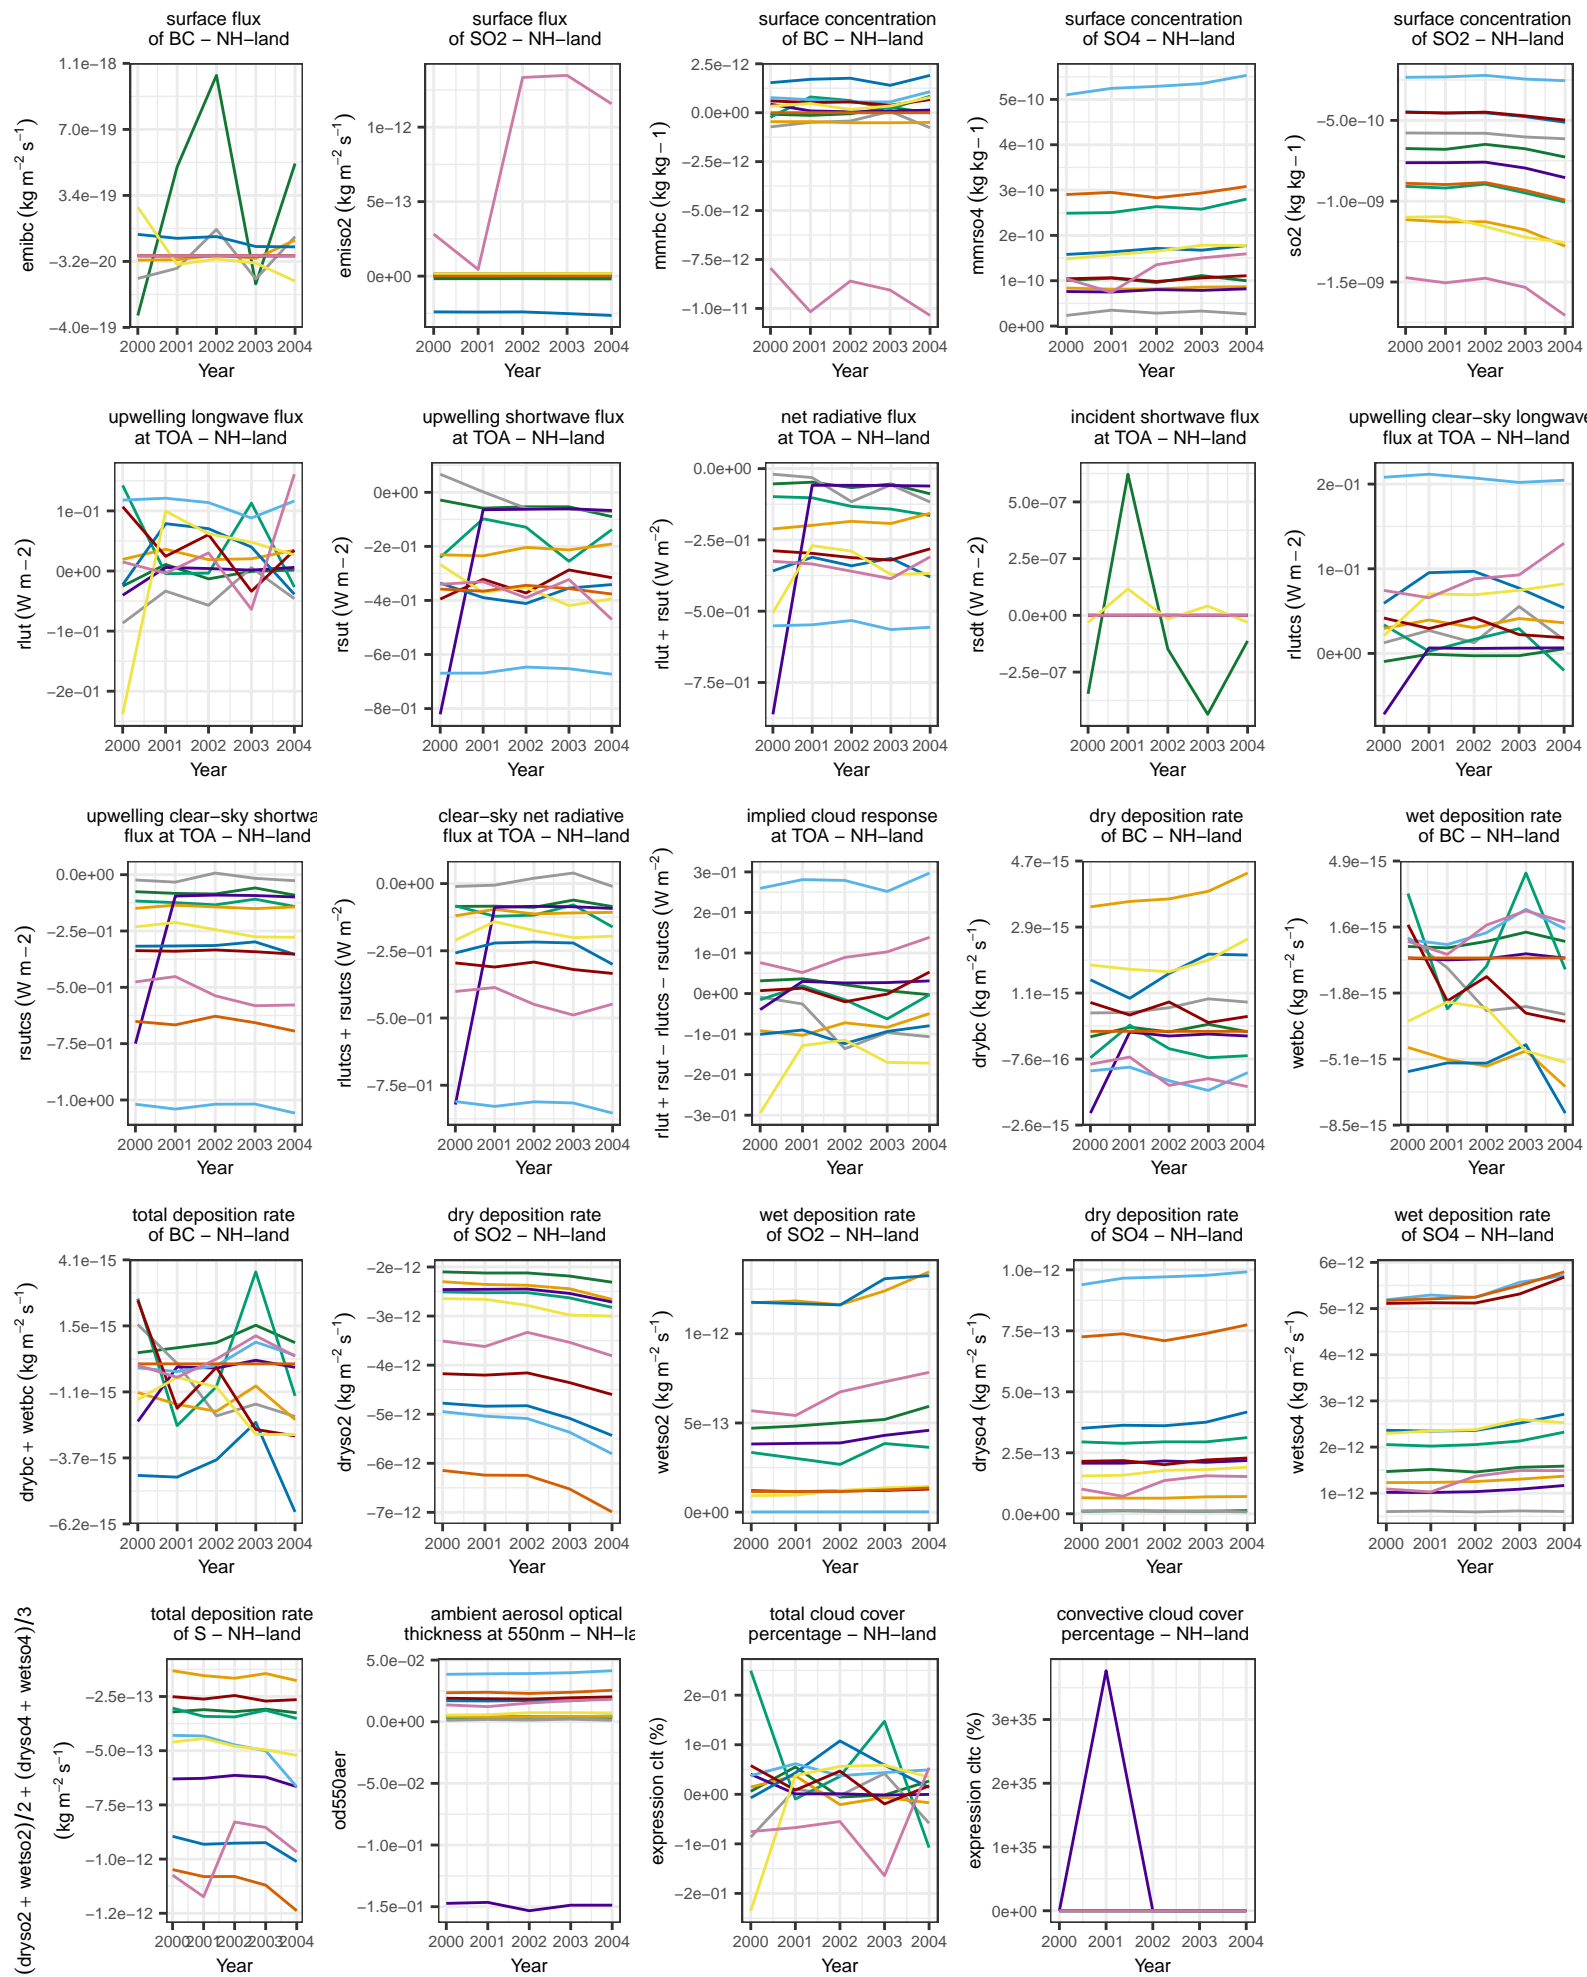 surface flux
of BC − NH−land
surface flux
of SO2 − NH−land
surface concentration
of BC − NH−land
surface concentration
of SO4 − NH−land
surface concentration
of SO2 − NH−land
emibc (kg m−2 s−1)
1.1e−18
7.0e−19
3.4e−19
−3.2e−20
−4.0e−19
2000 2001 2002 2003 2004
Year
emiso2 (kg m−2 s−1)
1e−12
5e−13
0e+00
2000 2001 2002 2003 2004
Year
mmrbc (kg kg−1)
2.5e−12
0.0e+00
−2.5e−12
−5.0e−12
−7.5e−12
−1.0e−11
2000 2001 2002 2003 2004
Year
mmrso4 (kg kg−1)
5e−10
4e−10
3e−10
2e−10
1e−10
0e+00
2000 2001 2002 2003 2004
Year
so2 (kg kg−1)
−5.0e−10
−1.0e−09
−1.5e−09
2000 2001 2002 2003 2004
Year
upwelling longwave flux
at TOA − NH−land
upwelling shortwave flux
at TOA − NH−land
net radiative flux
at TOA − NH−land
incident shortwave flux
at TOA − NH−land
upwelling clear−sky longwave
flux at TOA − NH−land
rlut (W m−2)
1e−01
0e+00
−1e−01
−2e−01
2000 2001 2002 2003 2004
Year
rsut (W m−2)
0e+00
−2e−01
−4e−01
−6e−01
−8e−01
2000 2001 2002 2003 2004
Year
rlut + rsut (W m−2)
0.0e+00
−2.5e−01
−5.0e−01
−7.5e−01
2000 2001 2002 2003 2004
Year
rsdt (W m−2)
5.0e−07
2.5e−07
0.0e+00
−2.5e−07
2000 2001 2002 2003 2004
Year
rlutcs (W m−2)
2e−01
1e−01
0e+00
2000 2001 2002 2003 2004
Year
upwelling clear−sky shortwa
flux at TOA − NH−land
clear−sky net radiative
flux at TOA − NH−land
implied cloud response
at TOA − NH−land
dry deposition rate
of BC − NH−land
wet deposition rate
of BC − NH−land
rsutcs (W m−2)
0.0e+00
−2.5e−01
−5.0e−01
−7.5e−01
−1.0e+00
2000 2001 2002 2003 2004
Year
rlutcs + rsutcs (W m−2)
0.0e+00
−2.5e−01
−5.0e−01
−7.5e−01
2000 2001 2002 2003 2004
Year
rlut + rsut − rlutcs − rsutcs (W m−2)
3e−01
2e−01
1e−01
0e+00
−1e−01
−2e−01
−3e−01
2000 2001 2002 2003 2004
Year
drybc (kg m−2 s−1)
4.7e−15
2.9e−15
1.1e−15
−7.6e−16
−2.6e−15
2000 2001 2002 2003 2004
Year
wetbc (kg m−2 s−1)
4.9e−15
1.6e−15
−1.8e−15
−5.1e−15
−8.5e−15
2000 2001 2002 2003 2004
Year
total deposition rate
of BC − NH−land
dry deposition rate
of SO2 − NH−land
wet deposition rate
of SO2 − NH−land
dry deposition rate
of SO4 − NH−land
wet deposition rate
of SO4 − NH−land
drybc + wetbc (kg m−2 s−1)
4.1e−15
1.5e−15
−1.1e−15
−3.7e−15
−6.2e−15
2000 2001 2002 2003 2004
Year
dryso2 (kg m−2 s−1)
−2e−12
−3e−12
−4e−12
−5e−12
−6e−12
−7e−12
2000 2001 2002 2003 2004
Year
wetso2 (kg m−2 s−1)
1e−12
5e−13
0e+00
2000 2001 2002 2003 2004
Year
dryso4 (kg m−2 s−1)
1.0e−12
7.5e−13
5.0e−13
2.5e−13
0.0e+00
2000 2001 2002 2003 2004
Year
wetso4 (kg m−2 s−1)
6e−12
5e−12
4e−12
3e−12
2e−12
1e−12
2000 2001 2002 2003 2004
Year
total deposition rate
of S − NH−land
ambient aerosol optical
thickness at 550nm − NH−la
total cloud cover
percentage − NH−land
convective cloud cover
percentage − NH−land
(dryso2 + wetso2)/2 + (dryso4 + wetso4)/3
(kg m−2 s−1)
−2.5e−13
−5.0e−13
−7.5e−13
−1.0e−12
−1.2e−12
2000 2001 2002 2003 2004
Year
od550aer
5.0e−02
0.0e+00
−5.0e−02
−1.0e−01
−1.5e−01
2000 2001 2002 2003 2004
Year
expression clt (%)
2e−01
1e−01
0e+00
−1e−01
−2e−01
2000 2001 2002 2003 2004
Year
expression cltc (%)
3e+35
2e+35
1e+35
0e+00
2000 2001 2002 2003 2004
Year